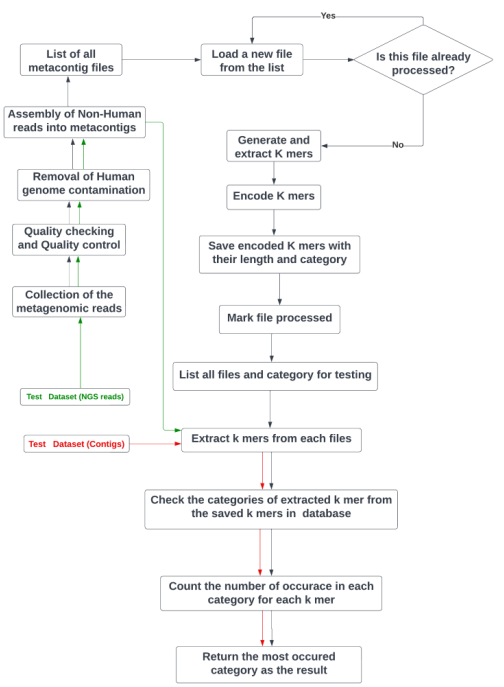 Yes
List of all
metacontig files
Load a new file
from the list
Is this file already
processed?
Assembly of Non-Human
reads into metacontigs
No
Generate and
extract K mers
Removal of Human
genome contamination
Encode K mers
Quality checking
and Quality control
Save encoded K mers with
their length and category
Collection of the
metagenomic reads
Mark file processed
List all files and category for testing
Test Dataset (NGS reads)
Extract k mers from each files
Test Dataset (Contigs)
Check the categories of extracted k mer from
the saved k mers in database
Count the number of occurace in each
category for each k mer
Return the most occured
category as the result